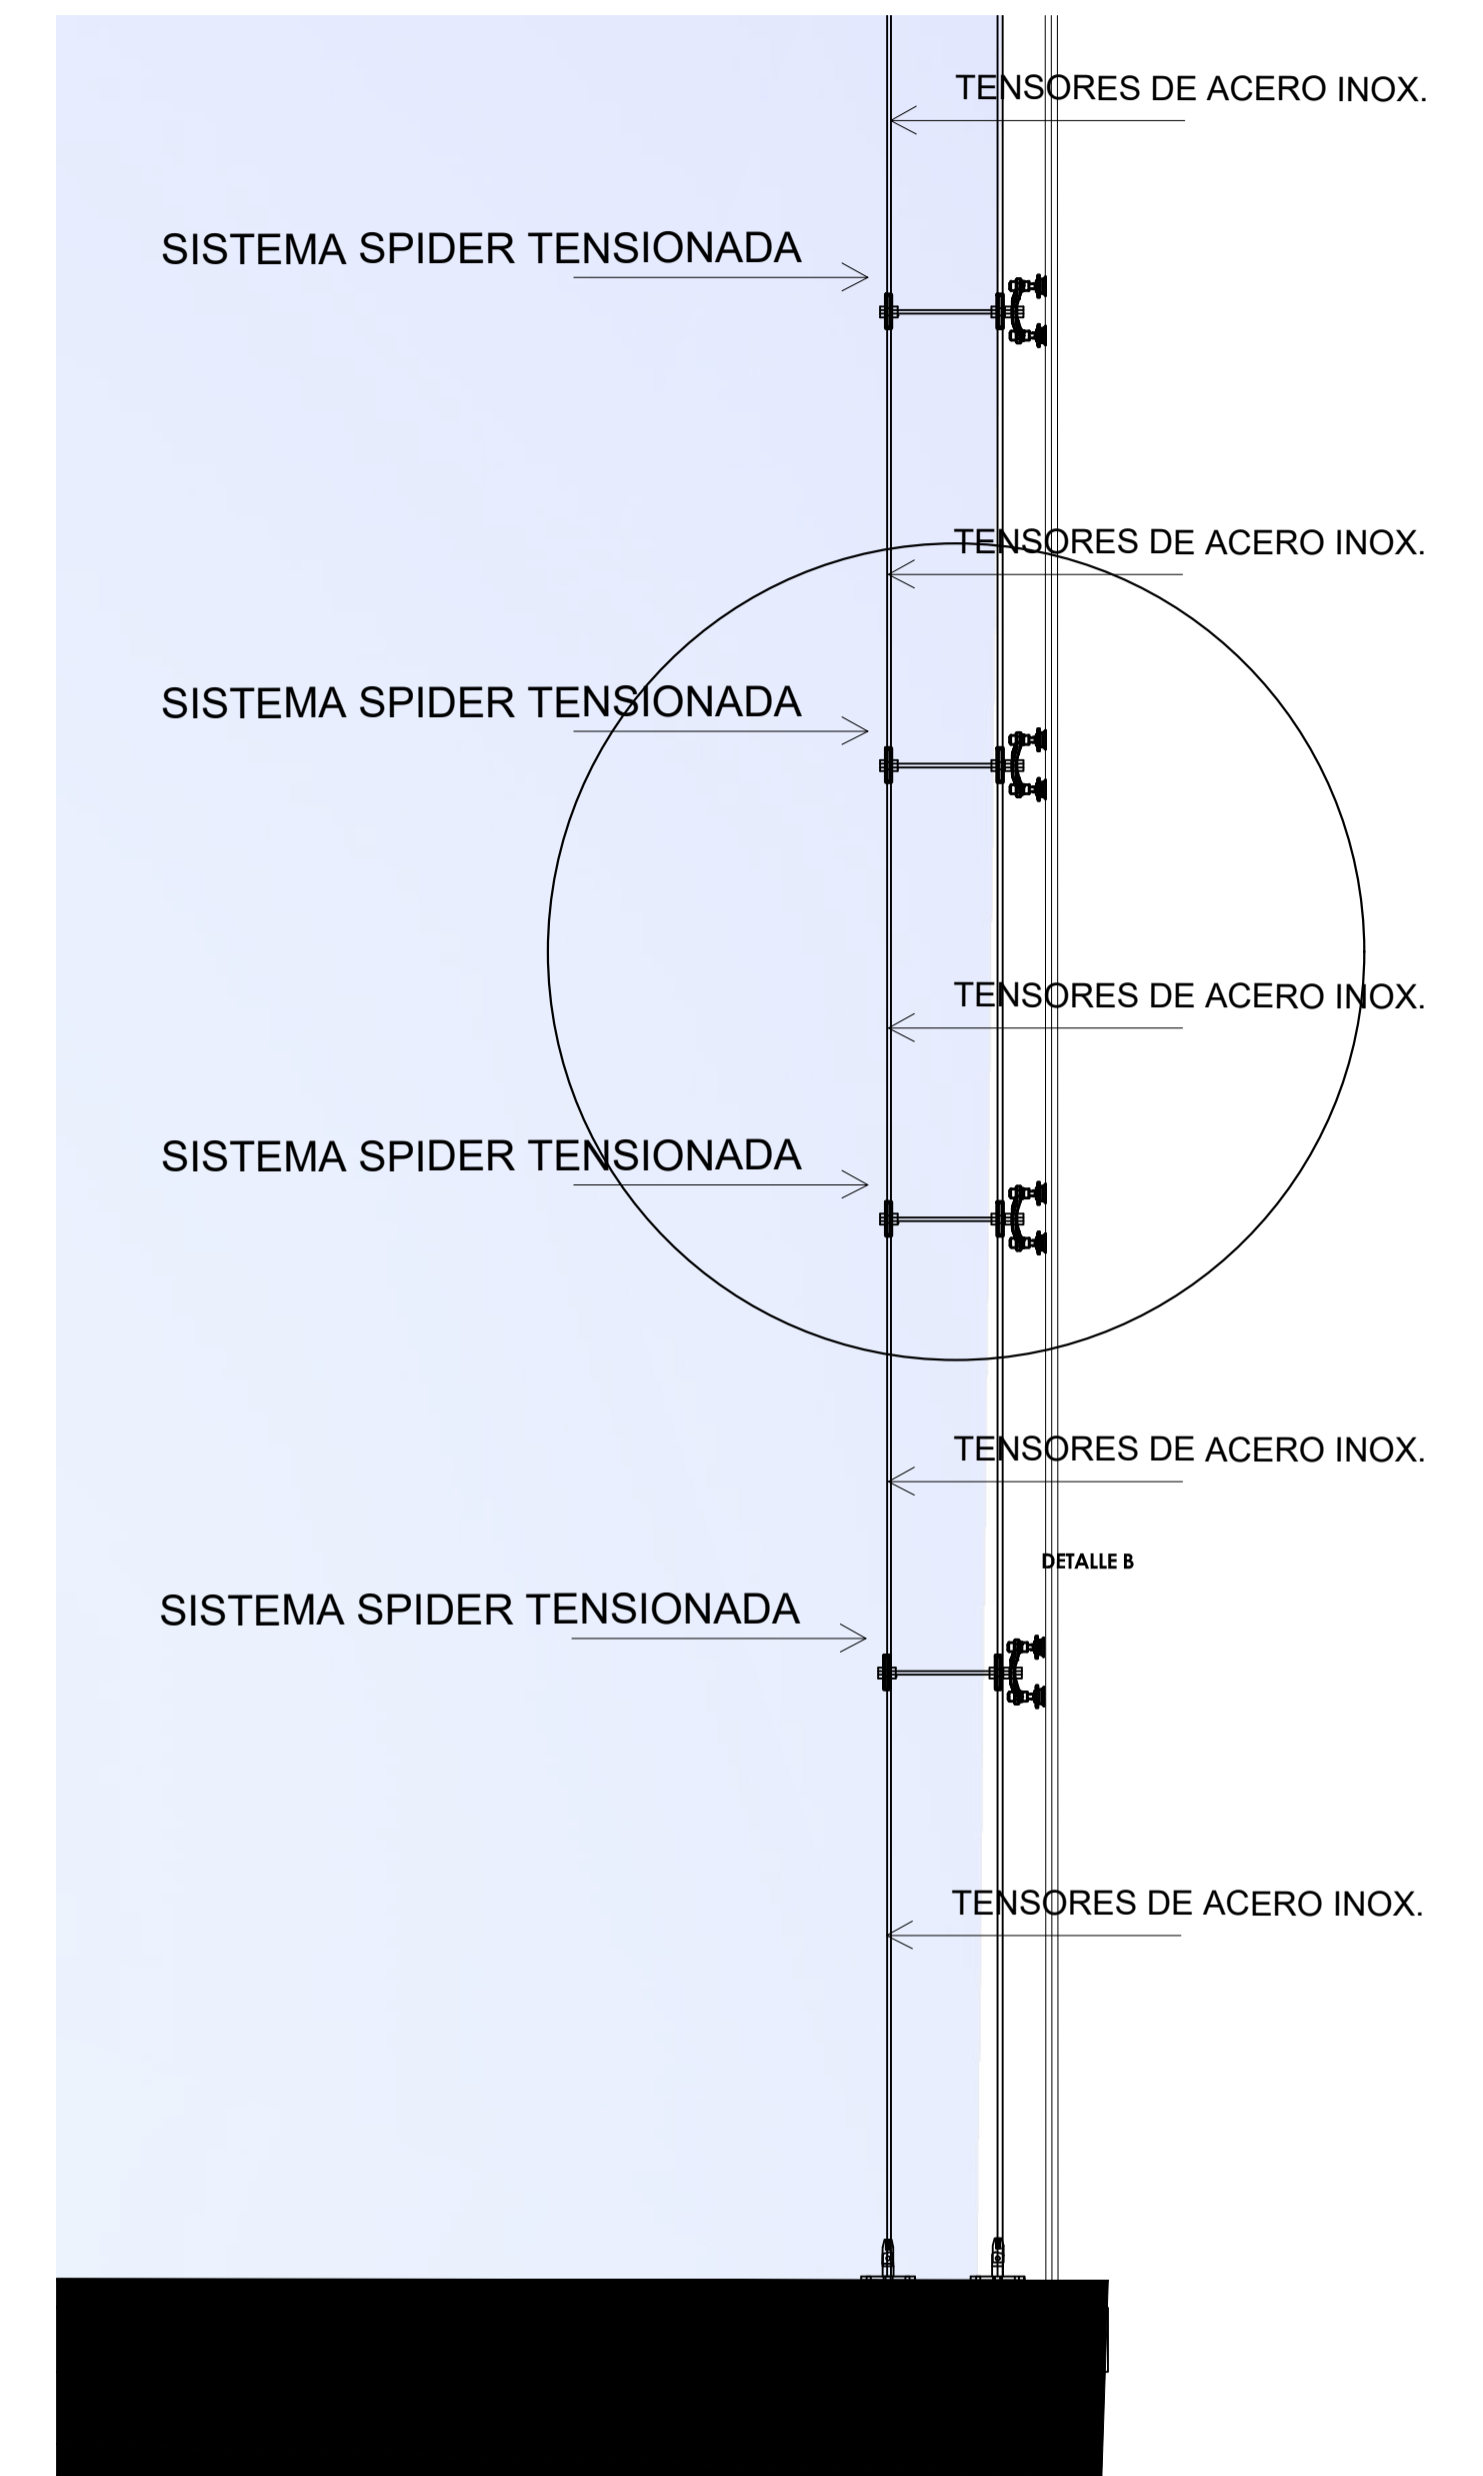 TENSORES DE ACERO INOX.
SISTEMA SPIDER TENSIONADA
TENSORES DE ACERO INOX.
SISTEMA SPIDER TENSIONADA
TENSORES DE ACERO INOX.
SISTEMA SPIDER TENSIONADA
TENSORES DE ACERO INOX.
DETALLE B
SISTEMA SPIDER TENSIONADA
TENSORES DE ACERO INOX.